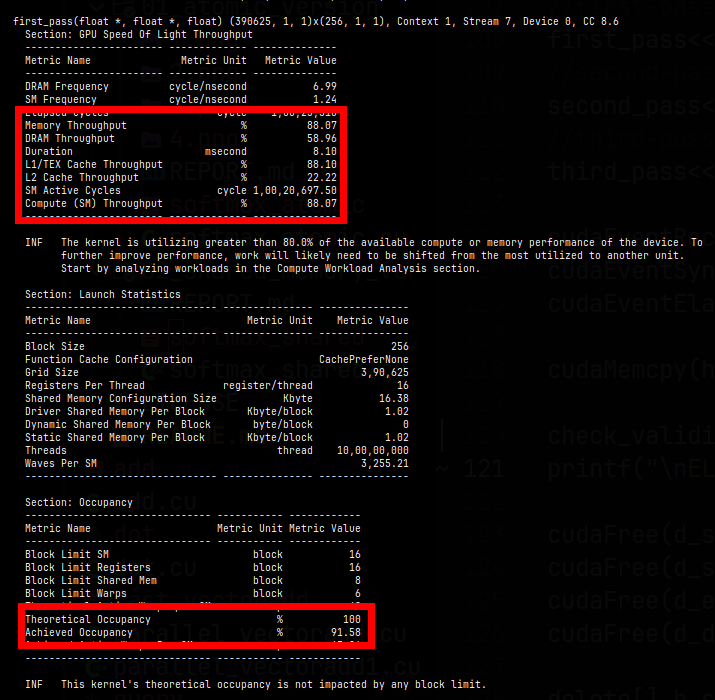 first_pass(float *, float *, float) (390625, 1, 1)x(256, 1, 1), Context 1, Stream 7, Device 0, CC 8.6
Section: GPU Speed Of Light Throughput
----------------------- ------------- -------------
Metric Name Metric Unit Metric Value
----------------------- ------------- -------------
DRAM Frequency cycle/nsecond 6.99
SM Frequency cycle/nsecond 1.24
Elapsed Cycles cycle
Memory Throughput % 88.07
DRAM Throughput % 58.96
Duration msecond 8.10
L1/TEX Cache Throughput % 88.10
L2 Cache Throughput % 22.22
SM Active Cycles cycle 1,00,20,697.50
Compute (SM) Throughput % 88.07
----------------------- ------------- -------------
INF The kernel is utilizing greater than 80.0% of the available compute or memory performance of the device. To
further improve performance, work will likely need to be shifted from the most utilized to another unit.
Start by analyzing workloads in the Compute Workload Analysis section.
Section: Launch Statistics
-------------------------------- --------------- ---------------
Metric Name Metric Unit Metric Value
-------------------------------- --------------- ---------------
Block Size 256
Function Cache Configuration CachePreferNone
Grid Size 3,90,625
Registers Per Thread register/thread 16
Shared Memory Configuration Size Kbyte 16.38
Driver Shared Memory Per Block Kbyte/block 1.02
Dynamic Shared Memory Per Block byte/block 0
Static Shared Memory Per Block Kbyte/block 1.02
Threads thread 10,00,00,000
Waves Per SM 3,255.21
-------------------------------- --------------- ---------------
Section: Occupancy
------------------------------- ----------- ------------
Metric Name Metric Unit Metric Value
------------------------------- ----------- ------------
Block Limit SM block 16
Block Limit Registers block 16
Block Limit Shared Mem block 8
Block Limit Warps block 6
Theoretical Occupancy % 100
Achieved Occupancy % 91.58
------------------------------- ----------- ------------
INF This kernel's theoretical occupancy is not impacted by any block limit.
first_pass<<
second_pass<
third_pass<<
cudaEventRec
cudaEventSyn
cudaEventEla
cudaMemcpy(h
check_validi
~ 121 printf("\nEL
cudaFree(d_s
cudaFree(d_s
cudaFree(d_e
cudaFree(d_d
delete[]